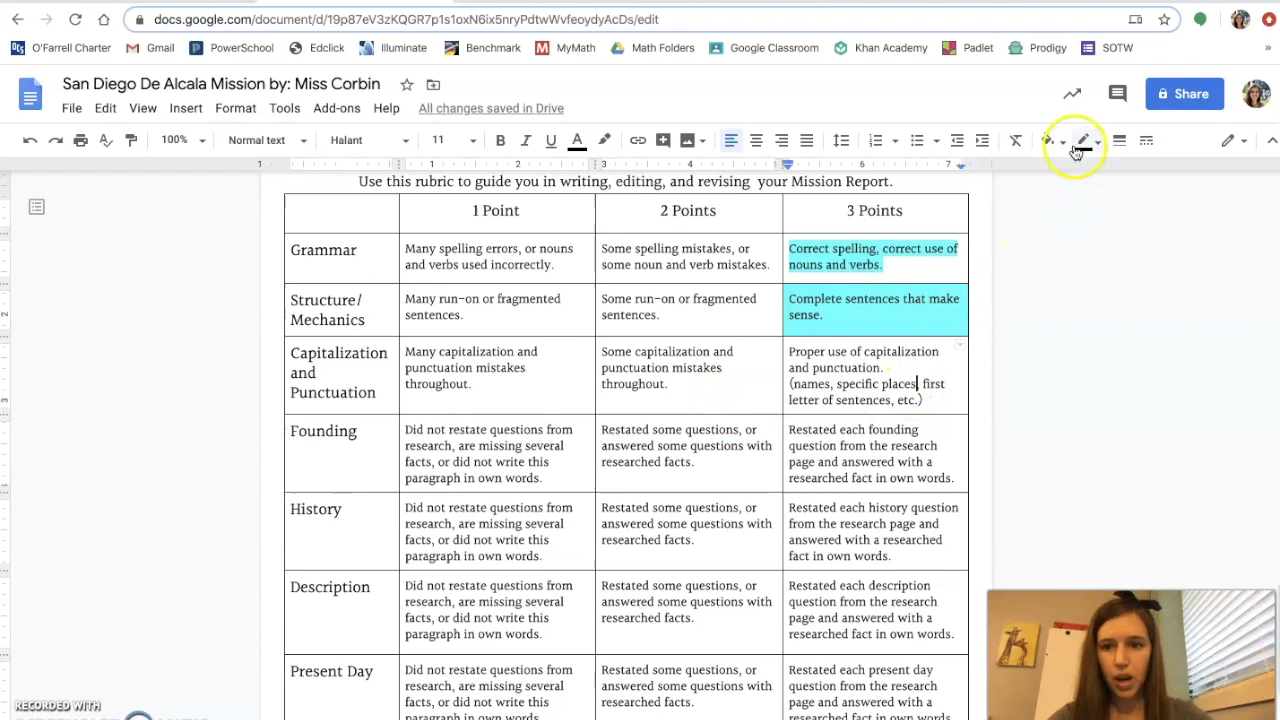 docs.google.com/document/d/19p87eV3zKQGR7p1s1oxN6ix5nryPdtwWvfeoydyAcDs/edit
O'Farrell Charter Gmail PowerSchool Edclick Illuminate Benchmark MyMath Math Folders Google Classroom Khan Academy Padlet Prodigy SOTW »
San Diego De Alcala Mission by: Miss Corbin
Share
File Edit View Insert Format Tools Add-ons Help All changes saved in Drive
100% Normal text Halant 11 B I U A
1 1 2 3 4 5 6 7
Use this rubric to guide you in writing, editing, and revising your Mission Report.
1 Point 2 Points 3 Points
Grammar
Many spelling errors, or nouns
and verbs used incorrectly.
Some spelling mistakes, or
some noun and verb mistakes.
Correct spelling, correct use of
nouns and verbs.
Structure/
Mechanics
Many run-on or fragmented
sentences.
Some run-on or fragmented
sentences.
Complete sentences that make
sense.
Capitalization
and
Punctuation
Many capitalization and
punctuation mistakes
throughout.
Some capitalization and
punctuation mistakes
throughout.
Proper use of capitalization
and punctuation.
(names, specific places, first
letter of sentences, etc.)
Founding
Did not restate questions from
research, are missing several
facts, or did not write this
paragraph in own words.
Restated some questions, or
answered some questions with
researched facts.
Restated each founding
question from the research
page and answered with a
researched fact in own words.
History
Did not restate questions from
research, are missing several
facts, or did not write this
paragraph in own words.
Restated some questions, or
answered some questions with
researched facts.
Restated each history question
from the research page and
answered with a researched
fact in own words.
Description
Did not restate questions from
research, are missing several
facts, or did not write this
paragraph in own words.
Restated some questions, or
answered some questions with
researched facts.
Restated each description
question from the research
page and answered with a
researched fact in own words.
Present Day
Did not restate questions from
research, are missing several
facts, or did not write this
Restated some questions, or
answered some questions with
researched facts.
Restated each present day
question from the research
page and answered with a
RECORDED WITH